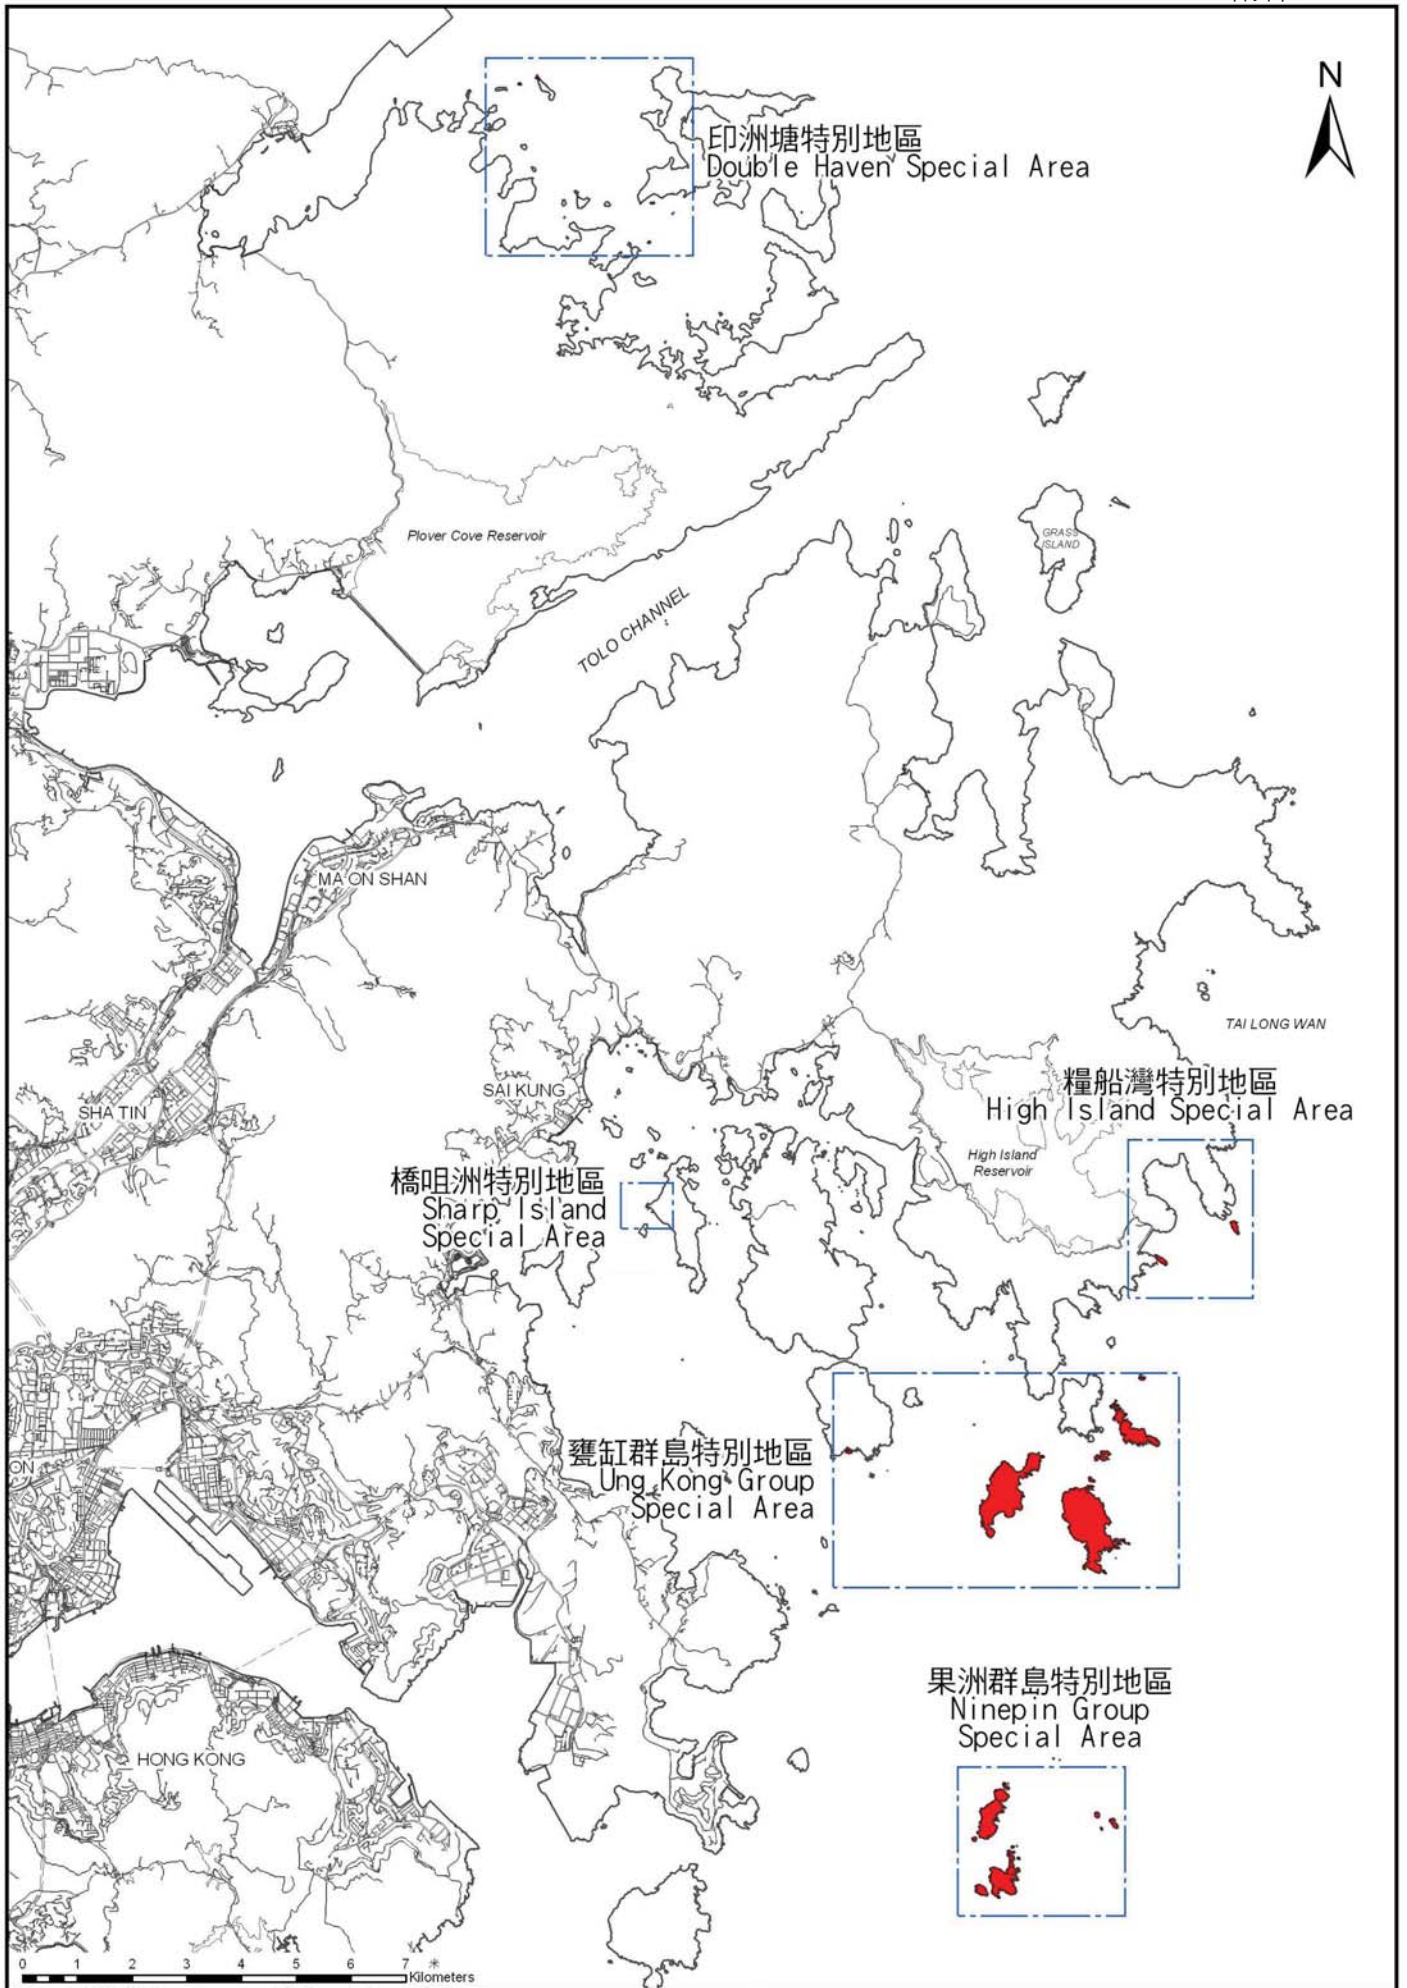 N
印洲塘特別地區
Double Haven Special Area
GRASS
ISLAND
Plover Cove Reservoir
TOLO CHANNEL
MA ON SHAN
TAI LONG WAN
糧船灣特別地區
High Island Special Area
SAI KUNG
SHA TIN
High Island
Reservoir
橋咀洲特別地區
Sharp Island
Special Area
甕缸群島特別地區
Ung Kong Group
Special Area
ON
果洲群島特別地區
Ninepin Group
Special Area
HONG KONG
0 1 2 3 4 5 6 7 米
Kilometers